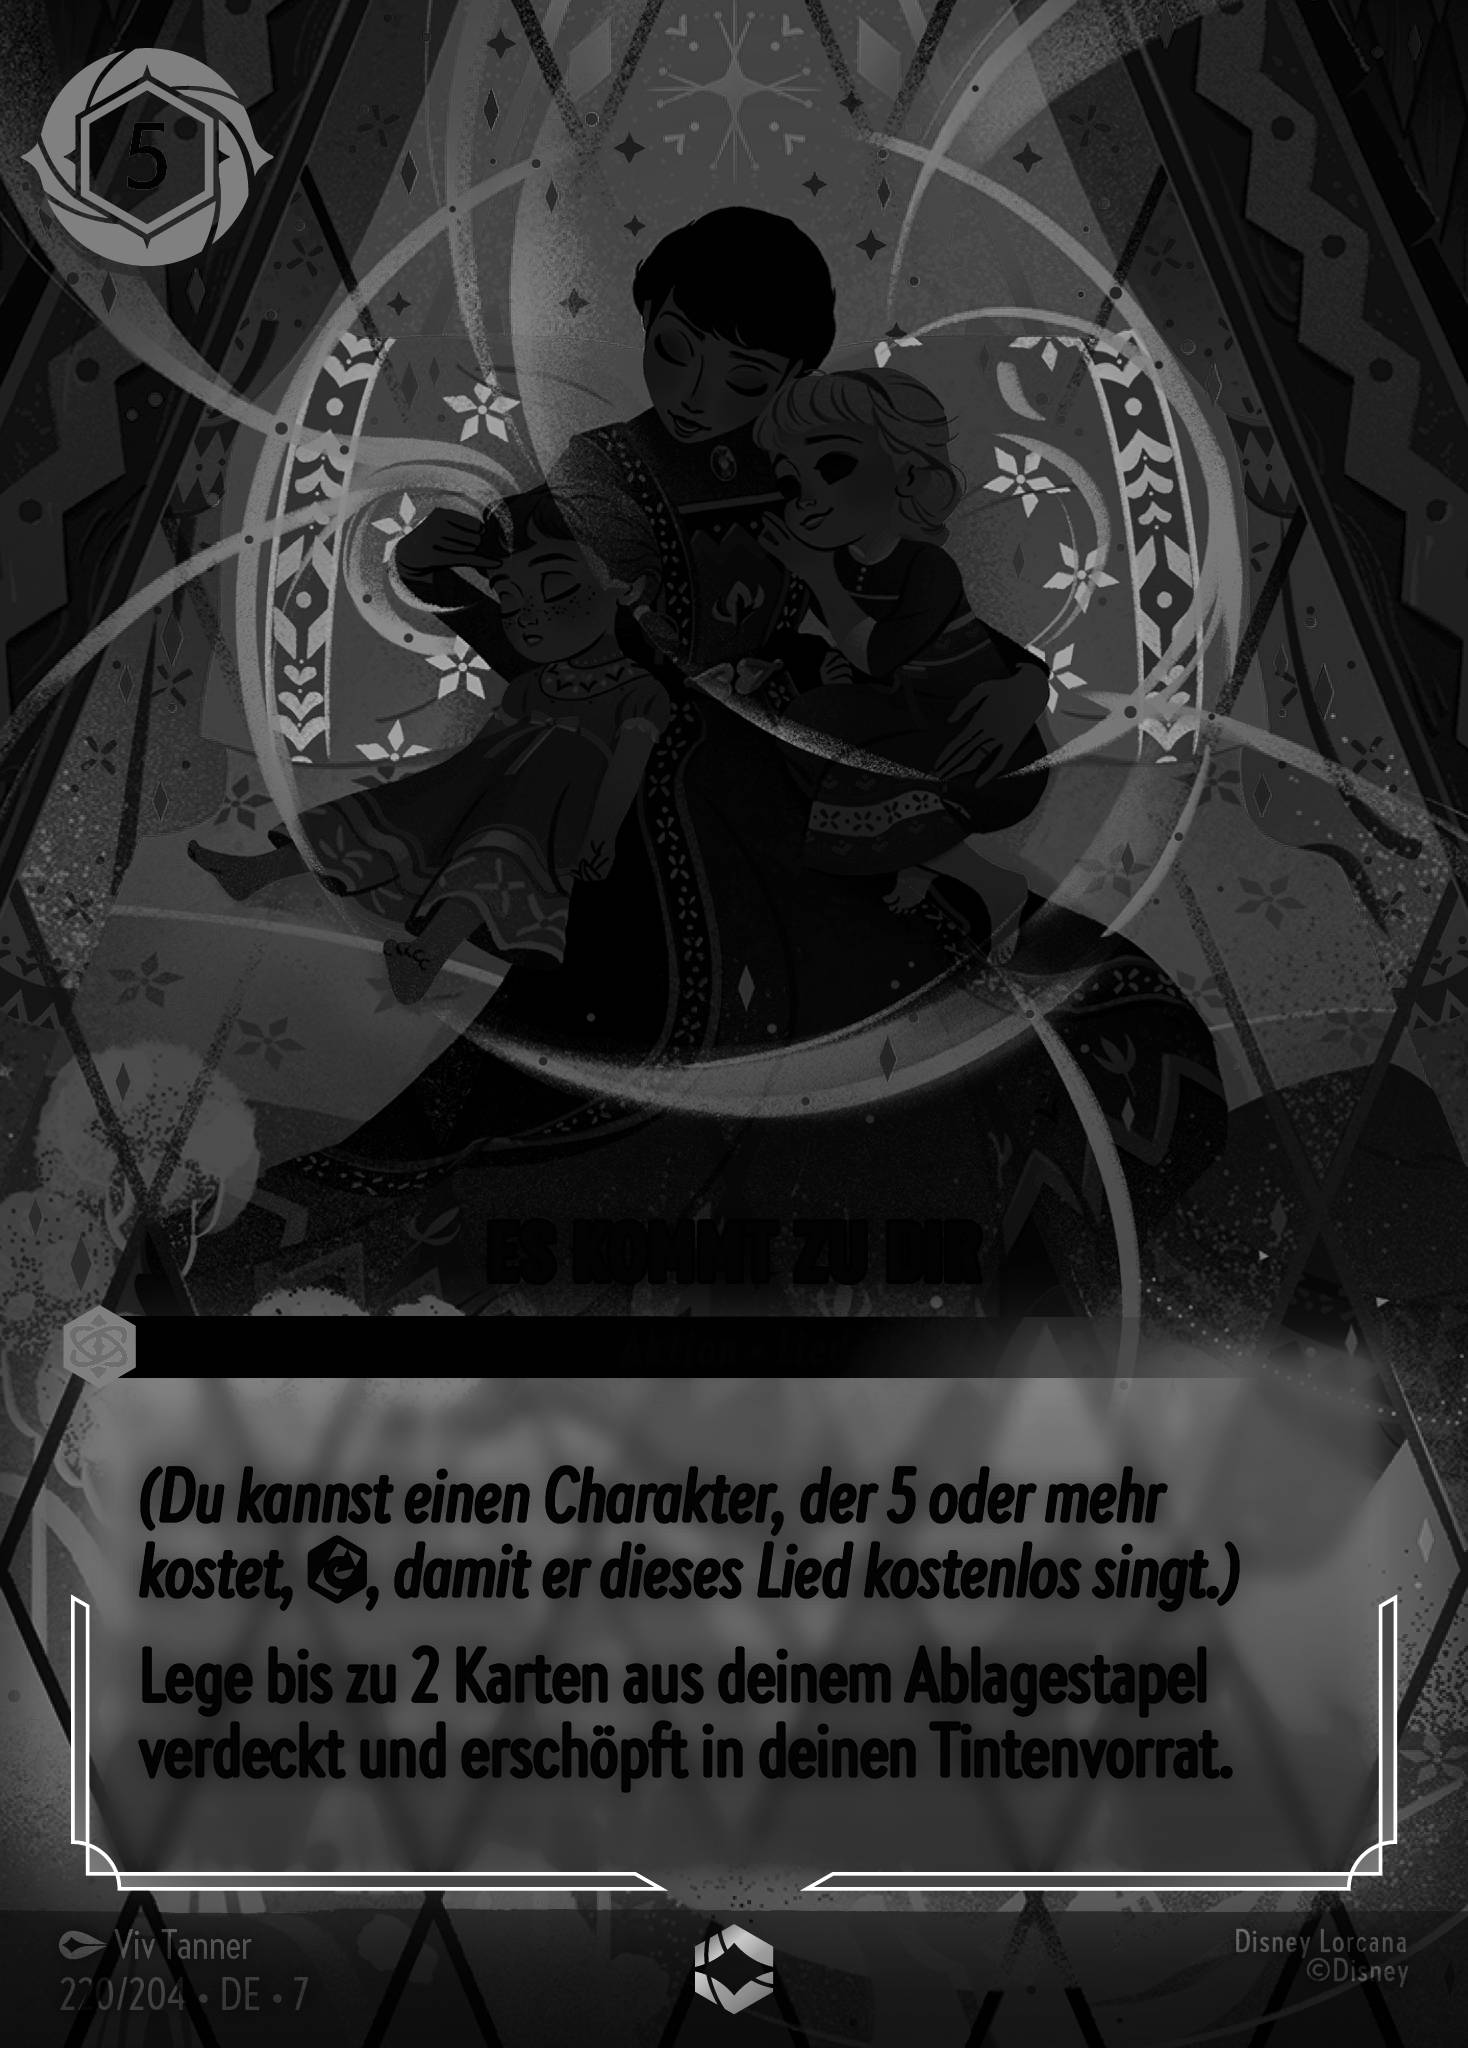 5
ES KOMMT ZU DIR
Aktion • Lied
(Du kannst einen Charakter, der 5 oder mehr
kostet, , damit er dieses Lied kostenlos singt.)
Lege bis zu 2 Karten aus deinem Ablagestapel
verdeckt und erschöpft in deinen Tintenvorrat.
Viv Tanner
Disney Lorcana
©Disney
220/204 • DE • 7